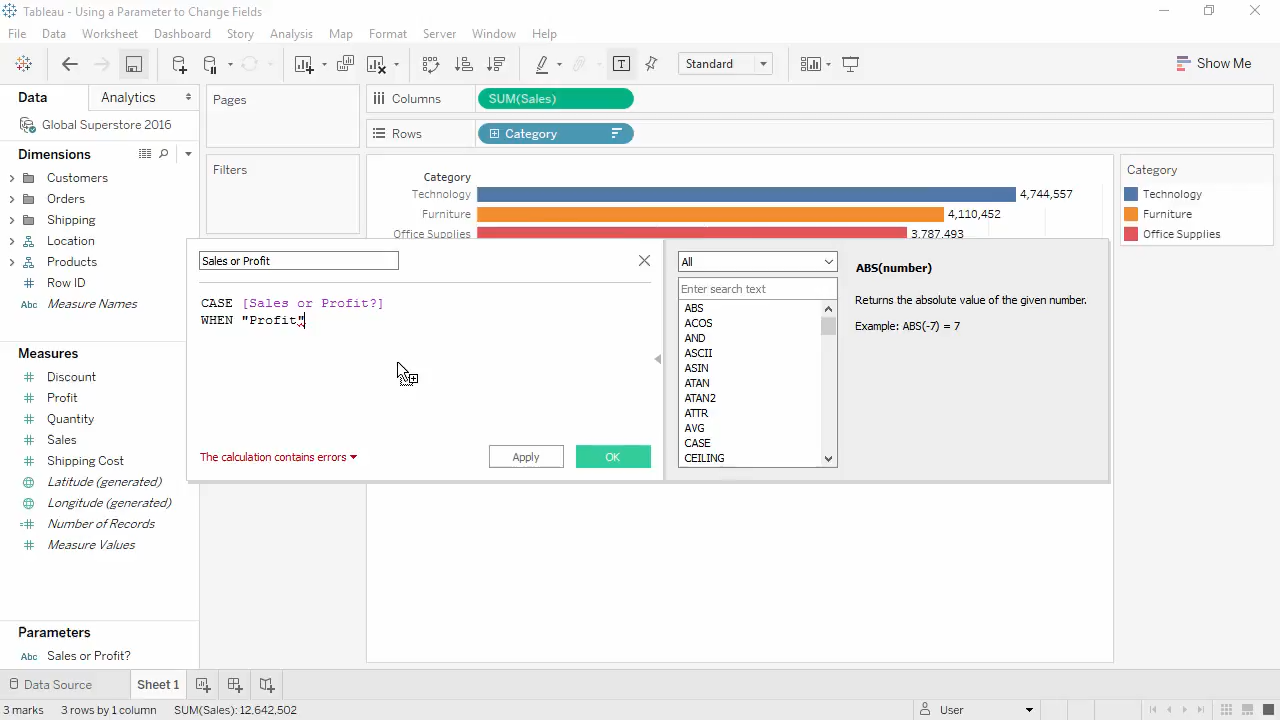 Tableau - Using a Parameter to Change Fields
File Data Worksheet Dashboard Story Analysis Map Format Server Window Help
Standard
Show Me
Data Analytics
Global Superstore 2016
Dimensions
Customers
Orders
Shipping
Location
Products
Row ID
Abc Measure Names
Measures
Discount
Profit
Quantity
Sales
Shipping Cost
Latitude (generated)
Longitude (generated)
Number of Records
Measure Values
Parameters
Abc Sales or Profit?
Pages
Filters
Columns SUM(Sales)
Rows Category
Category
Technology 4,744,557
Furniture 4,110,452
Office Supplies 3,787,493
Category
Technology
Furniture
Office Supplies
Sales or Profit
CASE [Sales or Profit?]
WHEN "Profit"
The calculation contains errors
Apply
OK
All
Enter search text
ABS
ACOS
AND
ASCII
ASIN
ATAN
ATAN2
ATTR
AVG
CASE
CEILING
ABS(number)
Returns the absolute value of the given number.
Example: ABS(-7) = 7
Data Source Sheet 1
3 marks 3 rows by 1 column SUM(Sales): 12,642,502 User